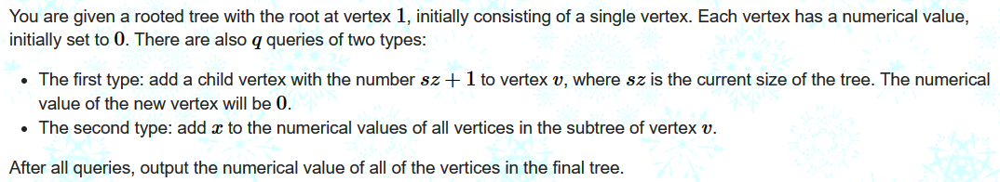 You are given a rooted tree with the root at vertex 1, initially consisting of a single vertex. Each vertex has a numerical value,
initially set to 0. There are also q queries of two types:
• The first type: add a child vertex with the number sz + 1 to vertex v, where sz is the current size of the tree. The numerical
value of the new vertex will be 0.
• The second type: add x to the numerical values of all vertices in the subtree of vertex v.
After all queries, output the numerical value of all of the vertices in the final tree.